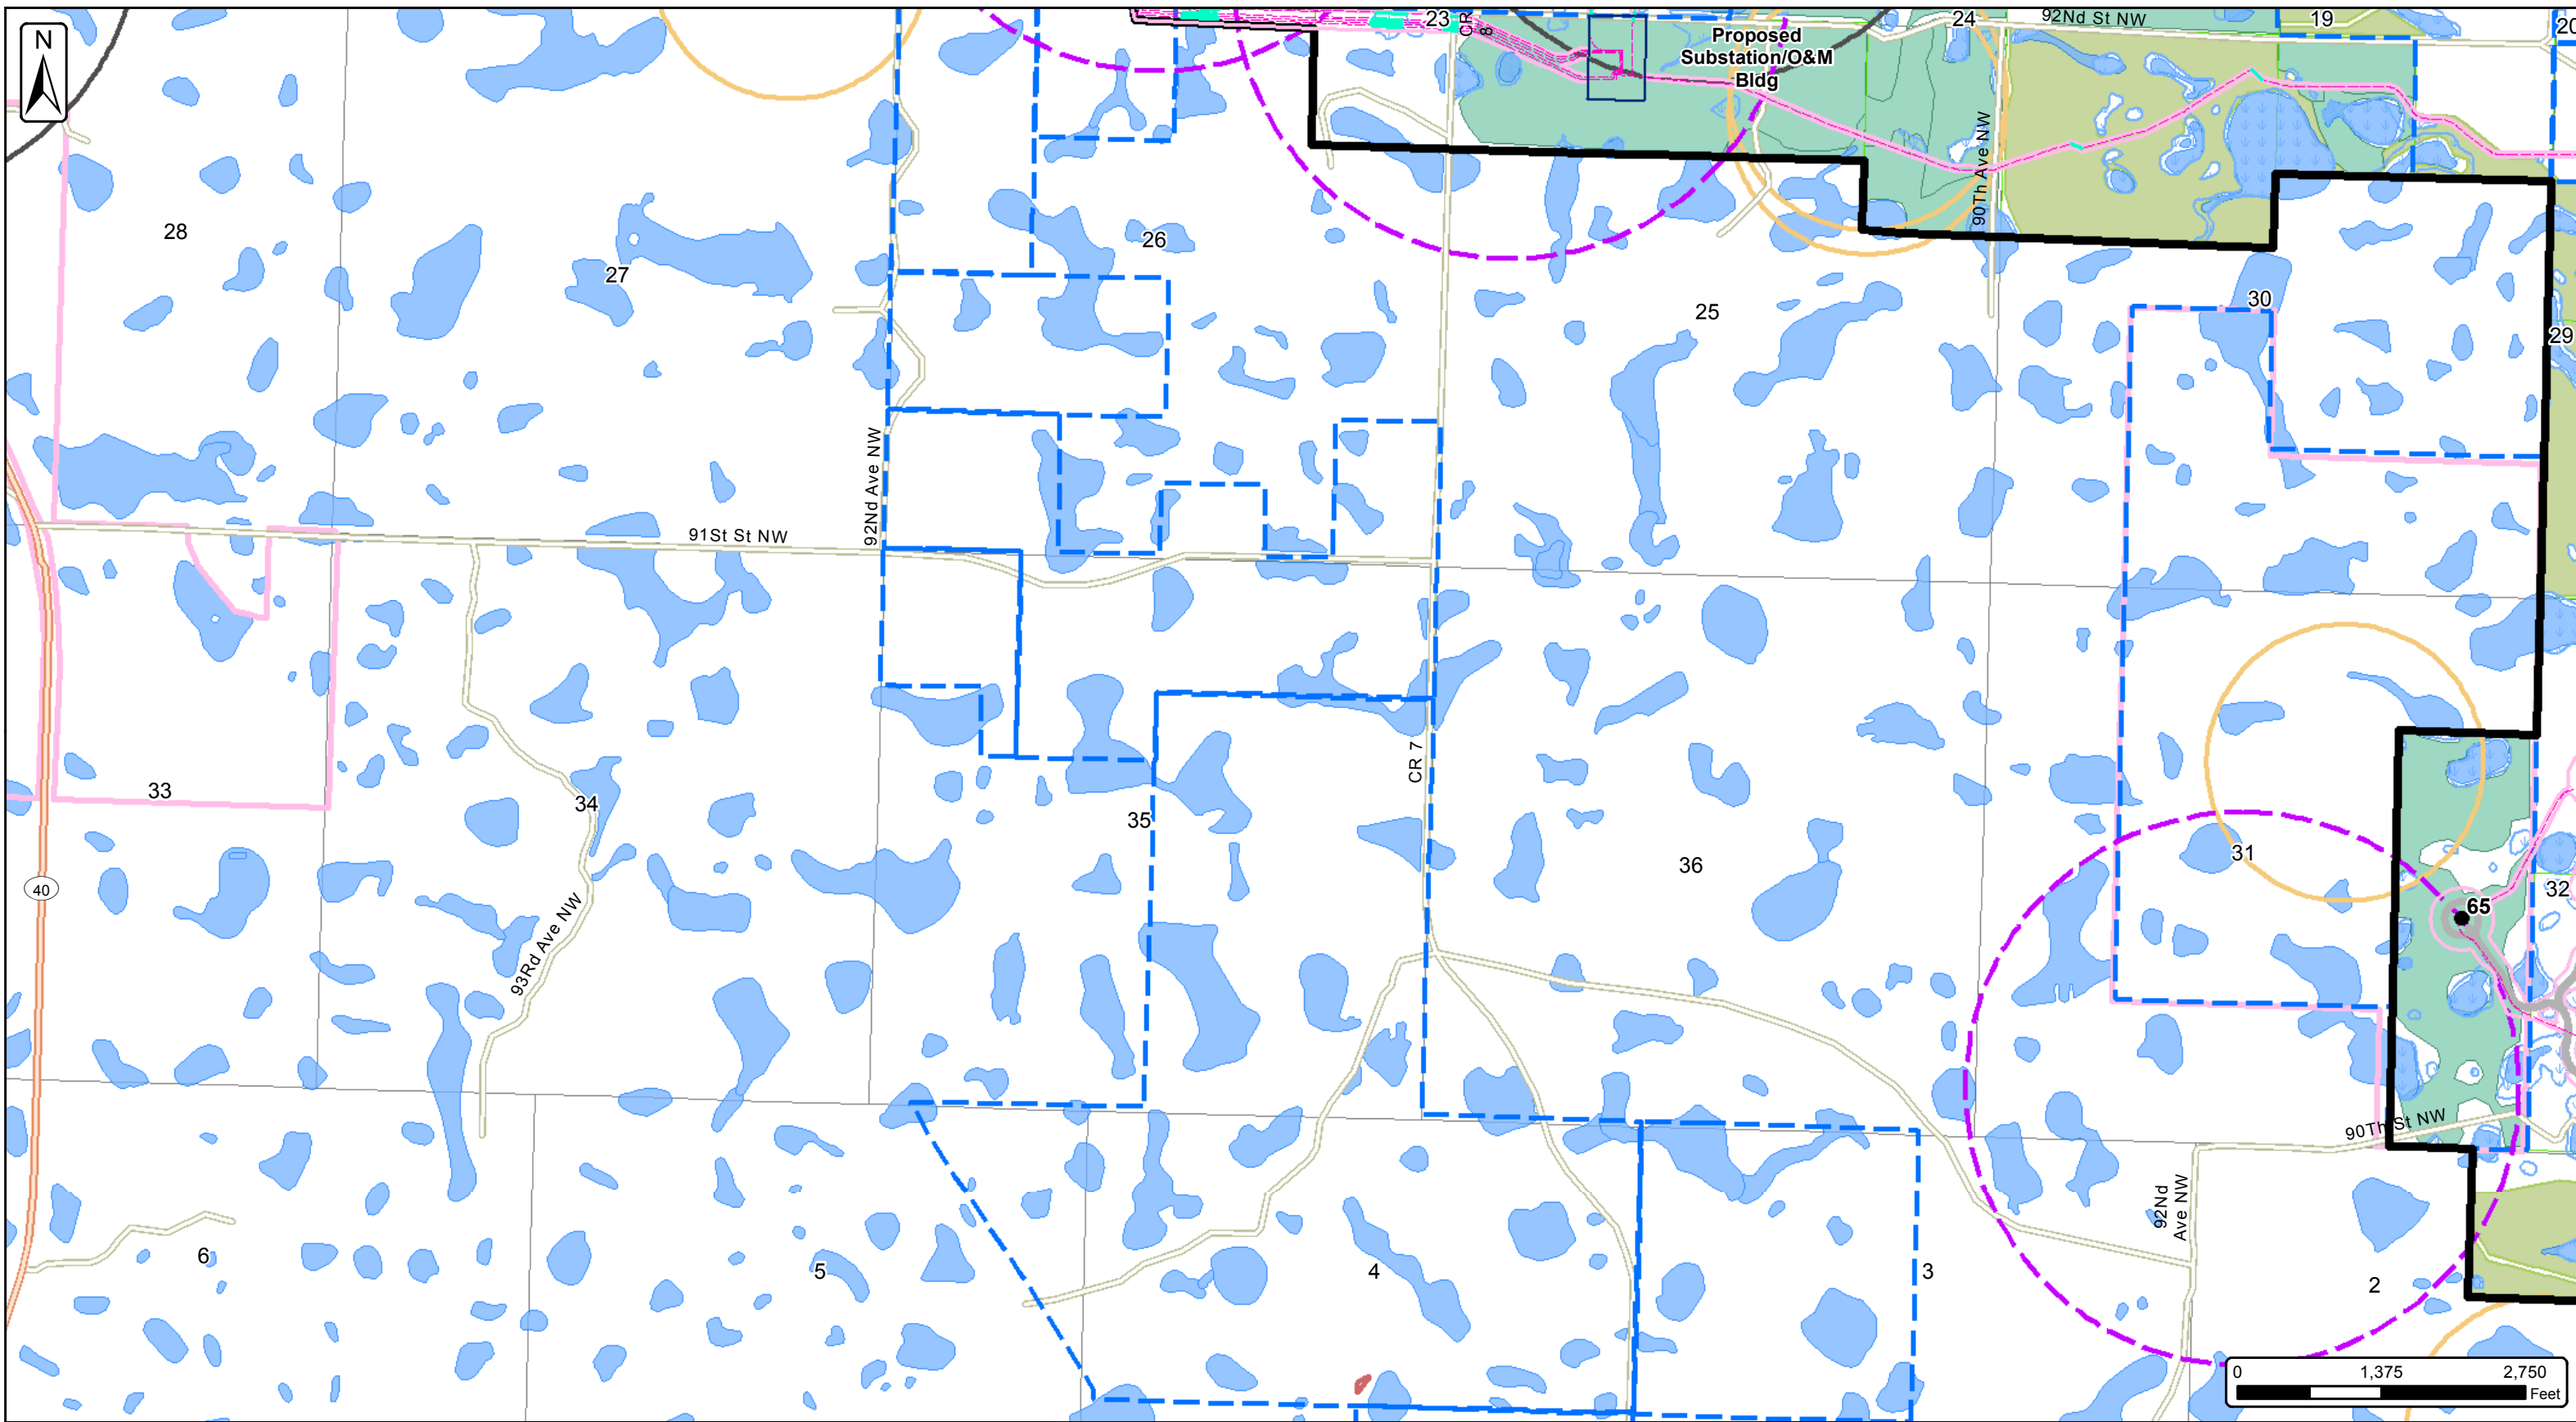 N
23
CR
8
24
92Nd St NW
19
20
Proposed
Substation/O&M
Bldg
28
27
26
25
90Th Ave NW
30
29
92Nd Ave NW
91St St NW
33
34
35
CR 7
36
31
32
65
40
93Rd Ave NW
90Th St NW
92Nd
Ave NW
6
5
4
3
2
0 1,375 2,750
Feet